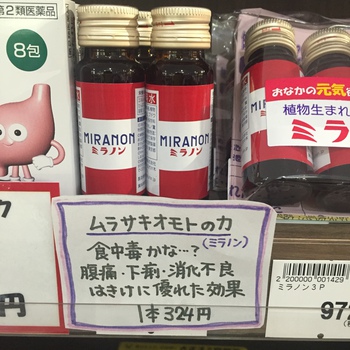 第2類医薬品
8包
MIRANON
ミラノン
MIRANON
ミラノン
おなかの元気
植物生まれ
ミラ
ムラサキオモトの力
(ミラノン)
食中毒かな…?
腹痛・下痢・消化不良
はきけに優れた効果
1本324円
円
2 200000 001429
ミラノン3P
972